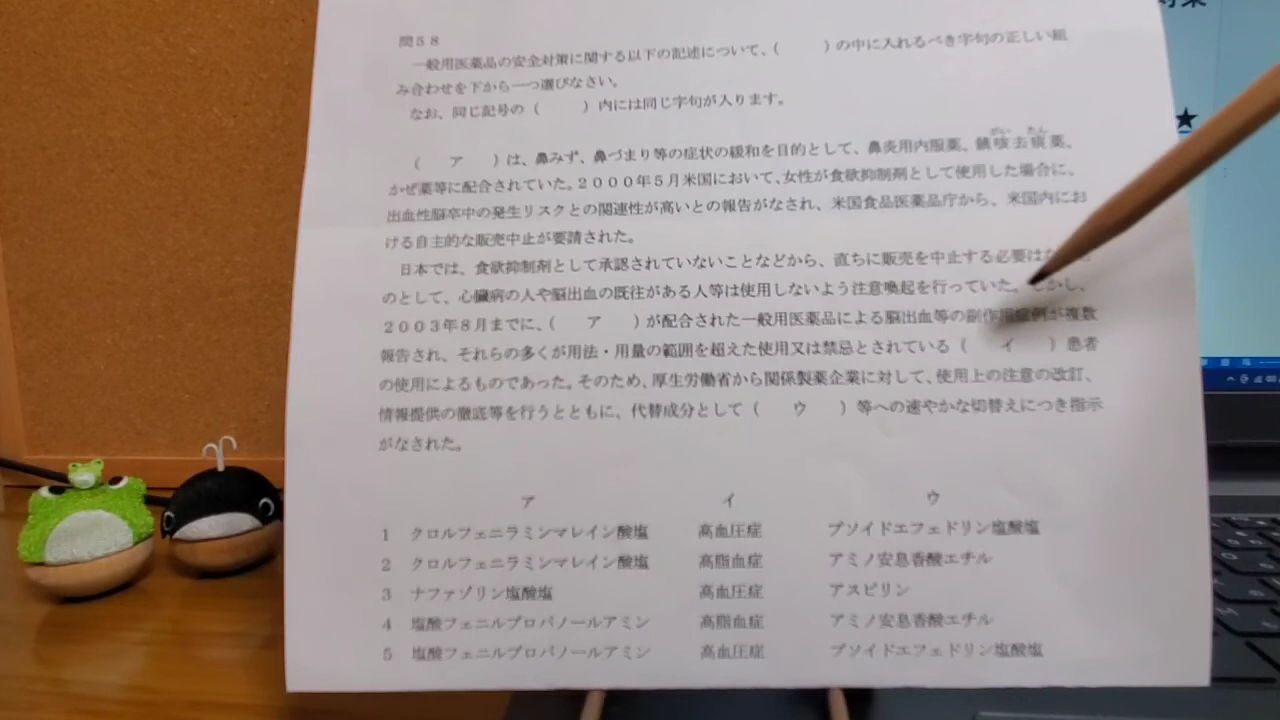 対策
★
問58
一般用医薬品の安全対策に関する以下の記述について、(　　)の中に入れるべき字句の正しい組
み合わせを下から一つ選びなさい。
なお、同じ記号の(　　)内には同じ字句が入ります。
(　ア　)は、鼻みず、鼻づまり等の症状の緩和を目的として、鼻炎用内服薬、鎮咳去痰薬、
がい たん
かぜ薬等に配合されていた。2000年5月米国において、女性が食欲抑制剤として使用した場合に、
出血性脳卒中の発生リスクとの関連性が高いとの報告がなされ、米国食品医薬品庁から、米国内にお
ける自主的な販売中止が要請された。
日本では、食欲抑制剤として承認されていないことなどから、直ちに販売を中止する必要は
のとして、心臓病の人や脳出血の既往がある人等は使用しないよう注意喚起を行っていた。しかし、
2003年8月までに、(　ア　)が配合された一般用医薬品による脳出血等の副作用症例が複数
報告され、それらの多くが用法・用量の範囲を超えた使用又は禁忌とされている(　イ　)患者
の使用によるものであった。そのため、厚生労働省から関係製薬企業に対して、使用上の注意の改訂、
情報提供の徹底等を行うとともに、代替成分として(　ウ　)等への速やかな切替えにつき指示
がなされた。
ア　イ　ウ
1　クロルフェニラミンマレイン酸塩　高血圧症　プソイドエフェドリン塩酸塩
2　クロルフェニラミンマレイン酸塩　高脂血症　アミノ安息香酸エチル
3　ナファゾリン塩酸塩　高血圧症　アスピリン
4　塩酸フェニルプロパノールアミン　高脂血症　アミノ安息香酸エチル
5　塩酸フェニルプロパノールアミン　高血圧症　プソイドエフェドリン塩酸塩